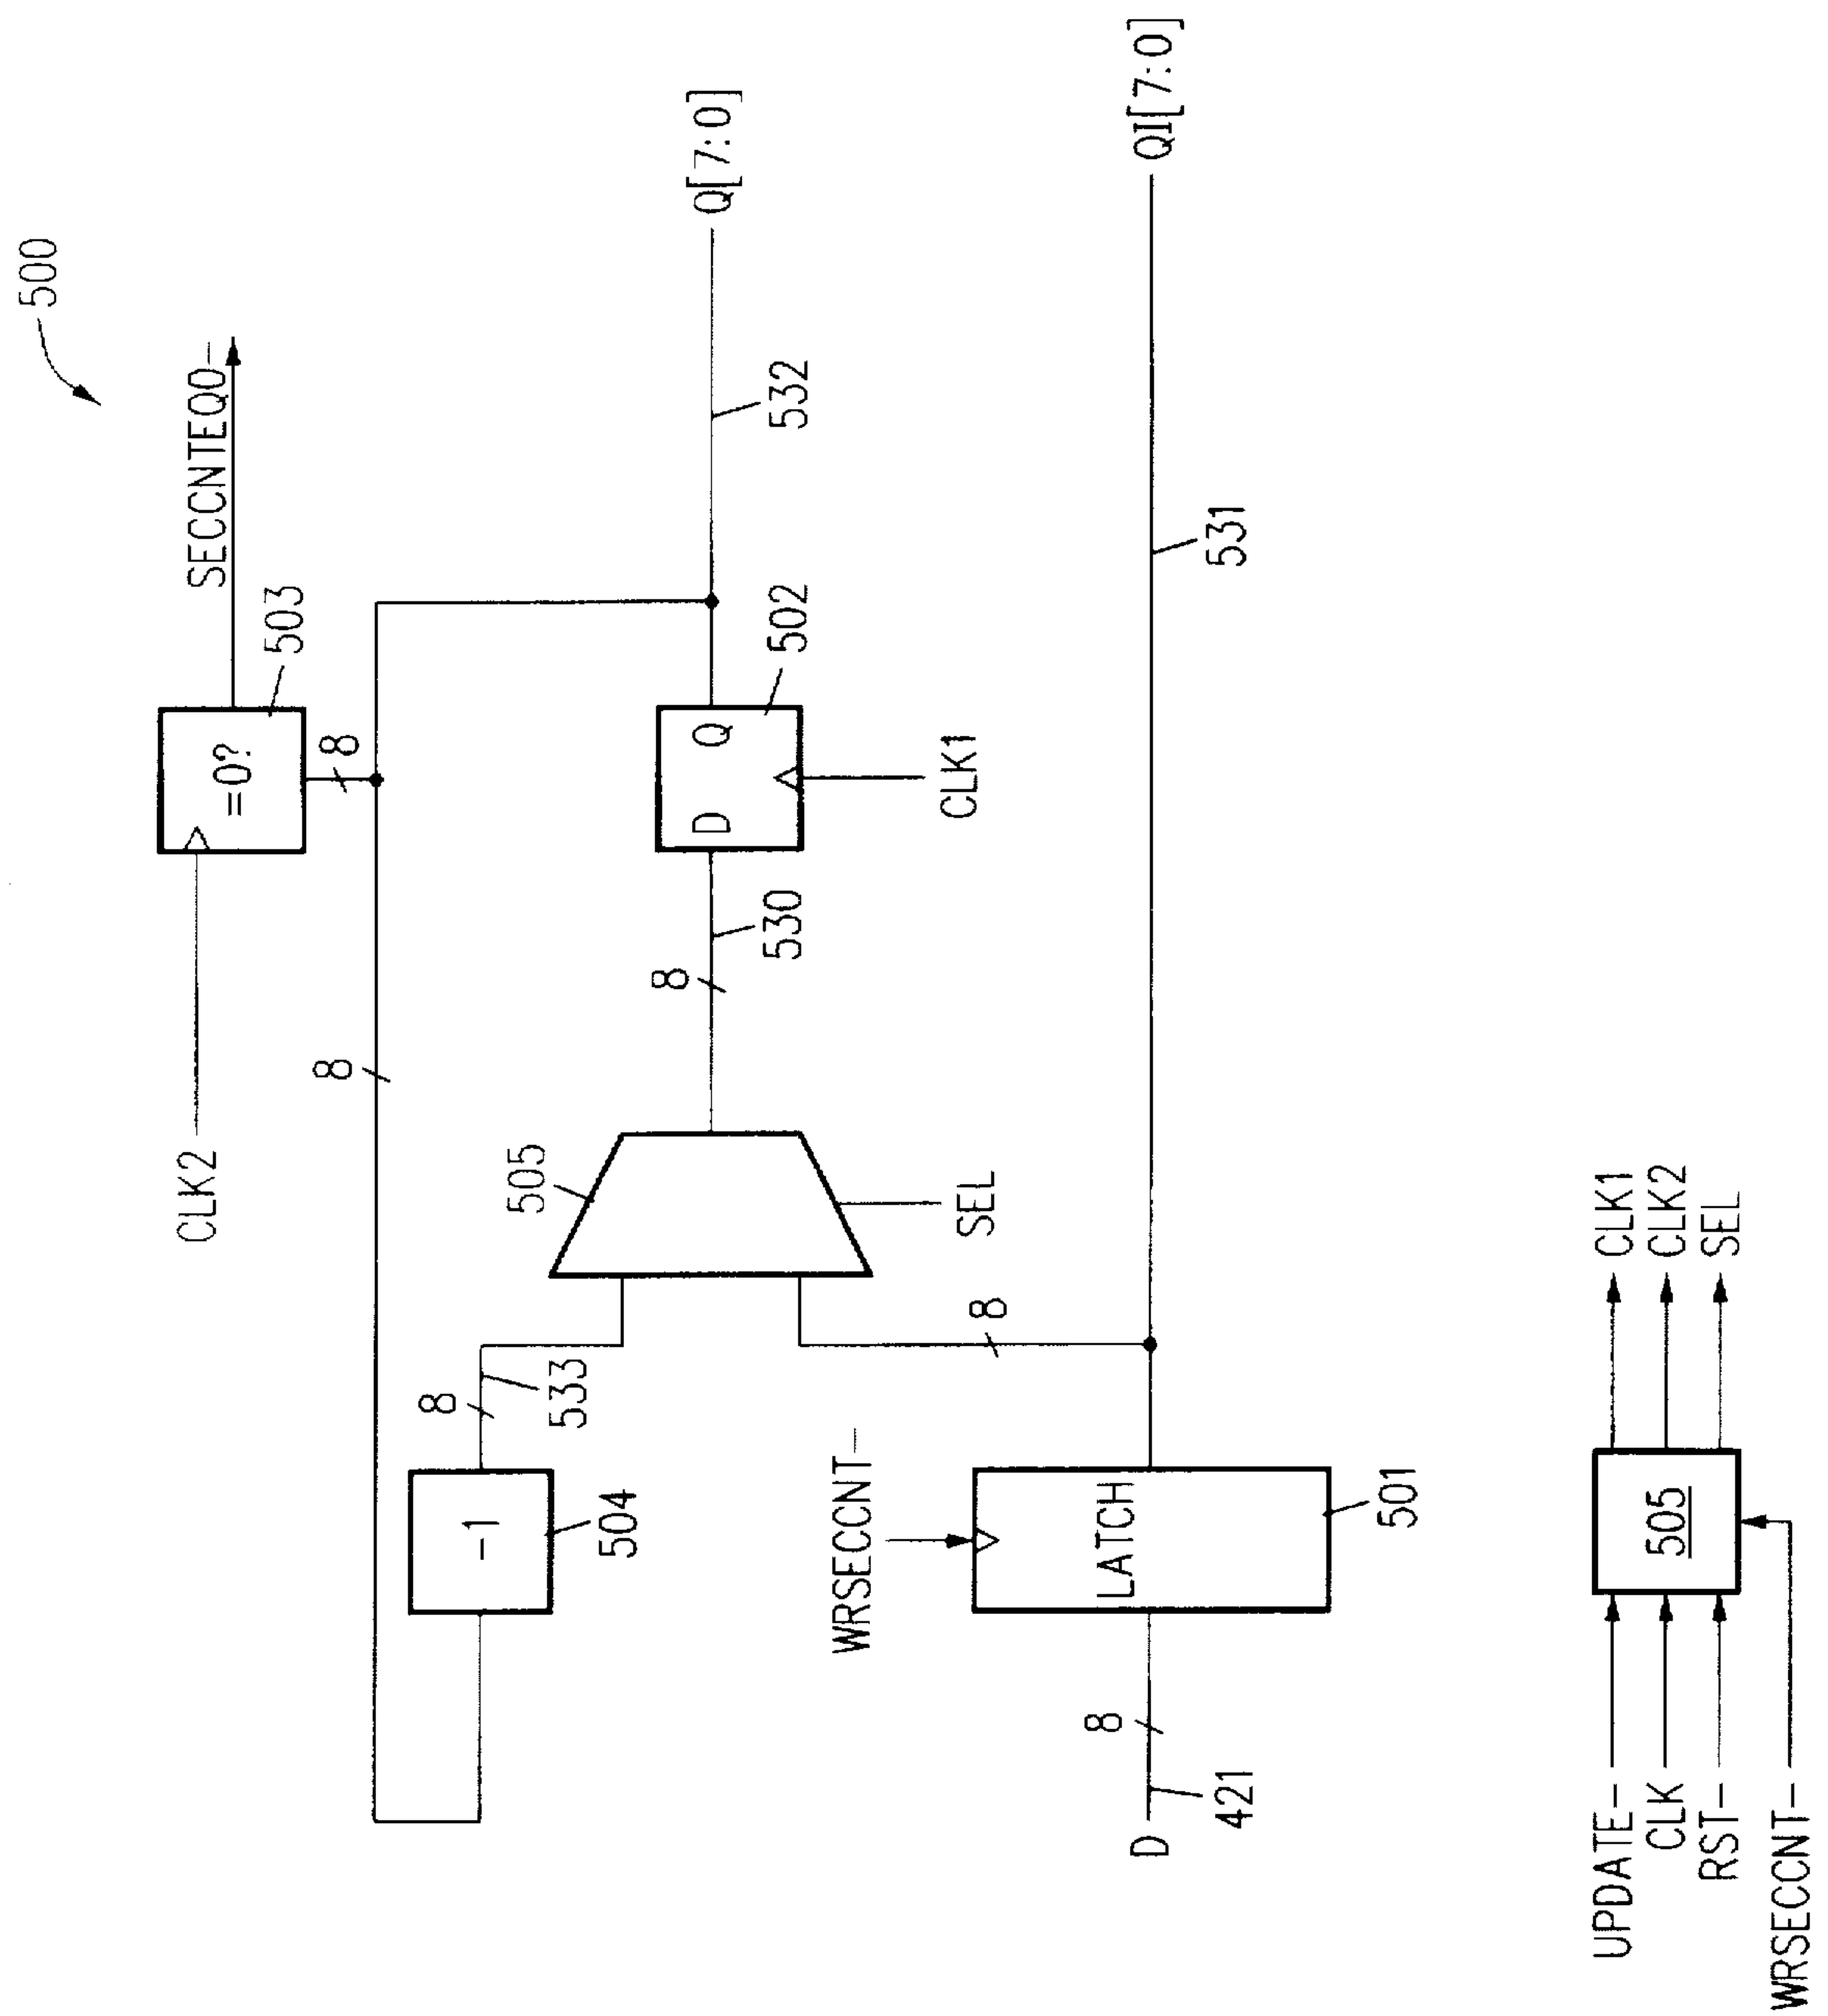 500
SECCNTEQ0-
503
=0?
8
CLK2
8
Q[7:0]
532
502
D Q
CLK1
530
8
505
SEL
8
533
-1
504
8
QI[7:0]
531
WRSECCNT-
LATCH
501
8
D
421
UPDATE-
CLK
RST-
WRSECCNT-
505
CLK1
CLK2
SEL